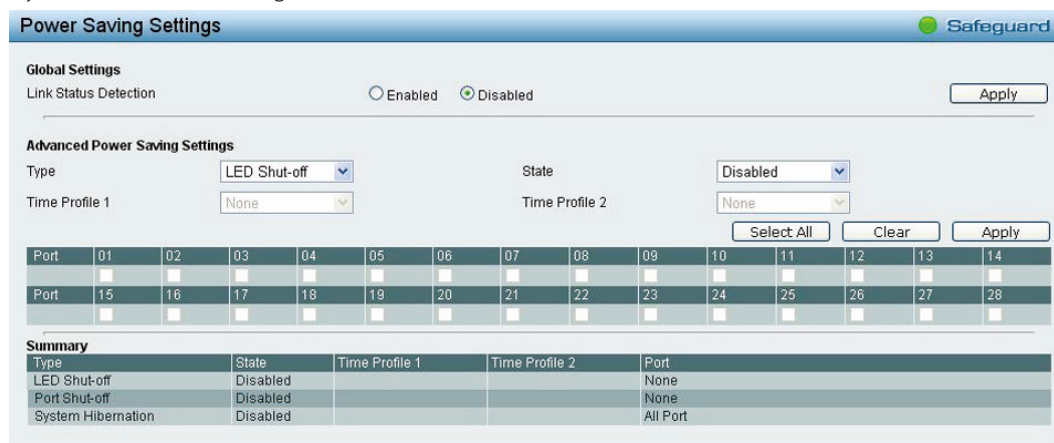 Power Saving Settings Safeguard
Global Settings
Link Status Detection Enabled Disabled Apply
Advanced Power Saving Settings
Type LED Shut-off State Disabled
Time Profile 1 None Time Profile 2 None
Select All Clear Apply
Port 01 02 03 04 05 06 07 08 09 10 11 12 13 14
Port 15 16 17 18 19 20 21 22 23 24 25 26 27 28
Summary
Type State Time Profile 1 Time Profile 2 Port
LED Shut-off Disabled None
Port Shut-off Disabled None
System Hibernation Disabled All Port